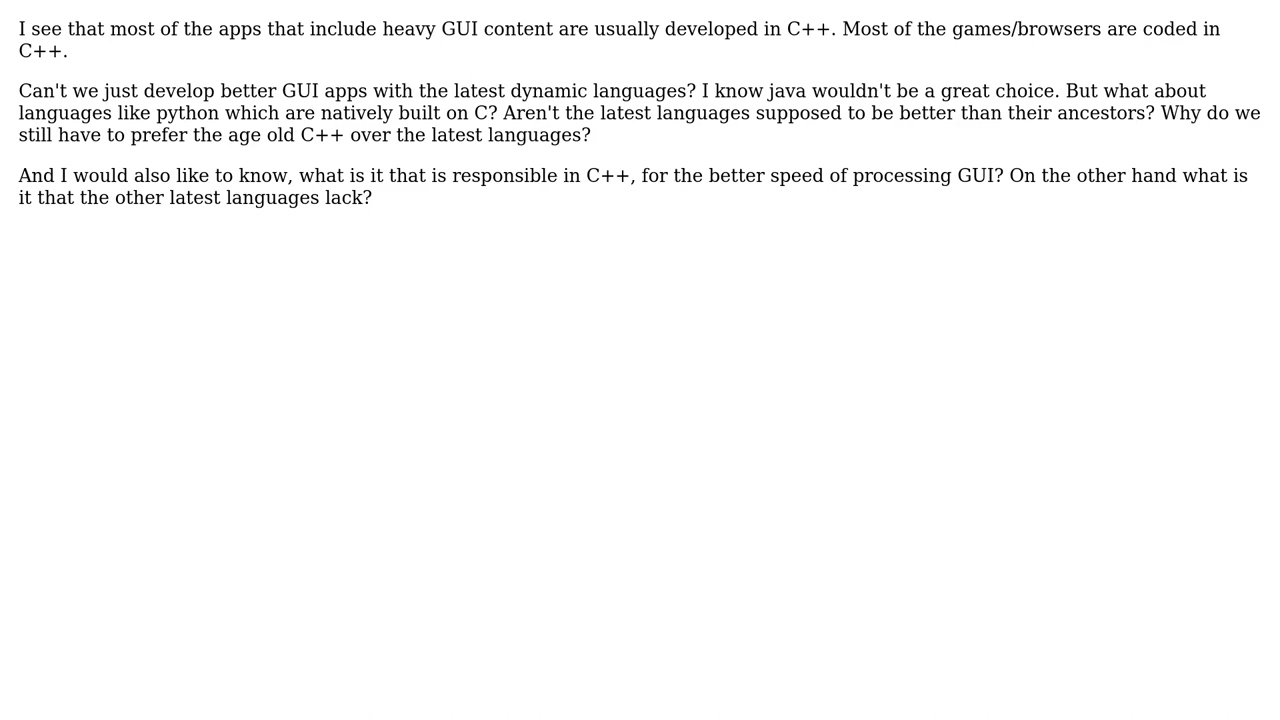 I see that most of the apps that include heavy GUI content are usually developed in C++. Most of the games/browsers are coded in
C++.
Can't we just develop better GUI apps with the latest dynamic languages? I know java wouldn't be a great choice. But what about
languages like python which are natively built on C? Aren't the latest languages supposed to be better than their ancestors? Why do we
still have to prefer the age old C++ over the latest languages?
And I would also like to know, what is it that is responsible in C++, for the better speed of processing GUI? On the other hand what is
it that the other latest languages lack?